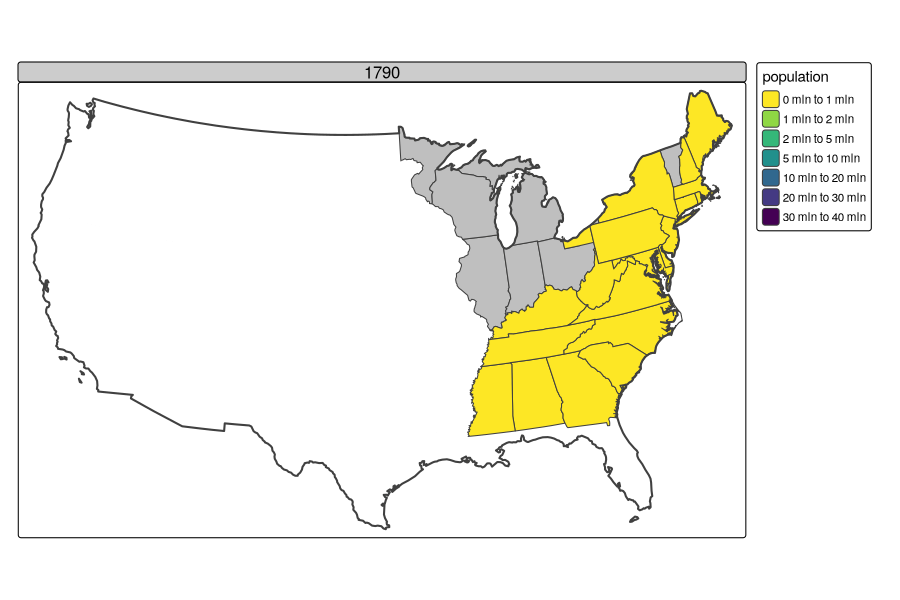 1790
population
0 mln to 1 mln
1 mln to 2 mln
2 mln to 5 mln
5 mln to 10 mln
10 mln to 20 mln
20 mln to 30 mln
30 mln to 40 mln